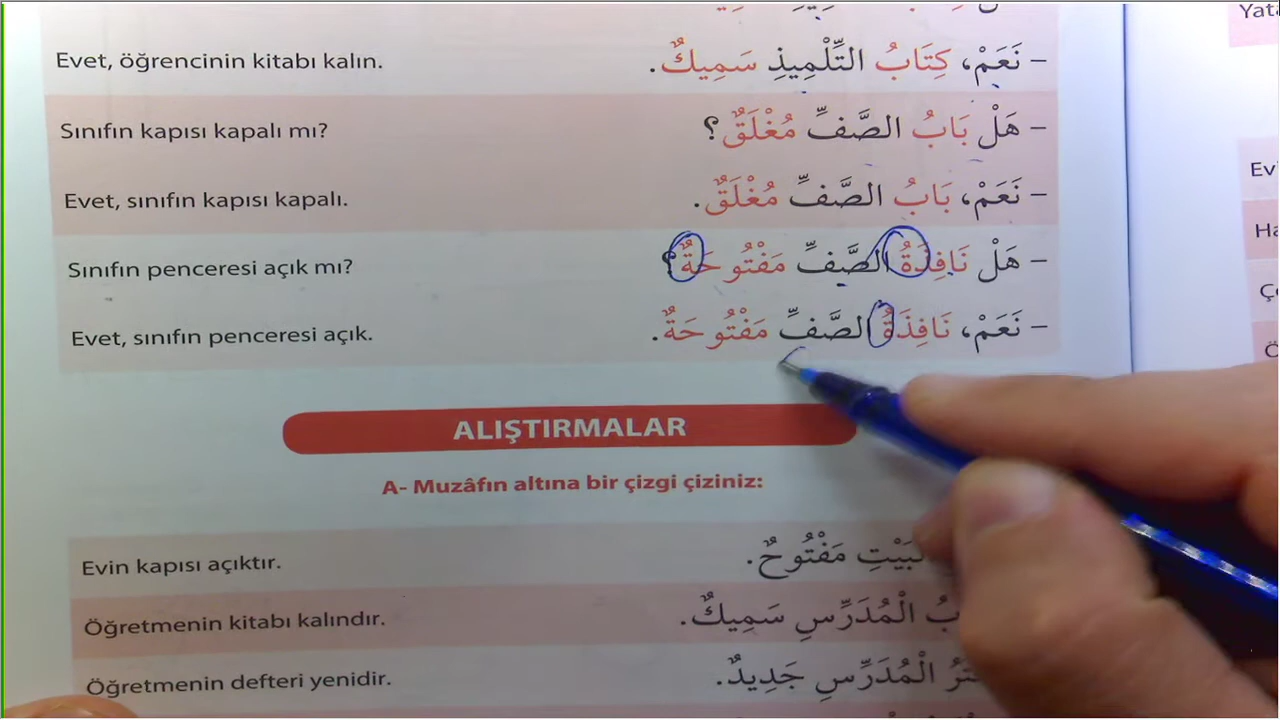 Evet, öğrencinin kitabı kalın. – نَعَمْ، كِتَابُ التِّلْمِيذِ سَمِيكٌ.
Sınıfın kapısı kapalı mı? – هَلْ بَابُ الصَّفِّ مُغْلَقٌ؟
Evet, sınıfın kapısı kapalı. – نَعَمْ، بَابُ الصَّفِّ مُغْلَقٌ.
Sınıfın penceresi açık mı? – هَلْ نَافِذَةُ الصَّفِّ مَفْتُوحَةٌ؟
Evet, sınıfın penceresi açık. – نَعَمْ، نَافِذَةُ الصَّفِّ مَفْتُوحَةٌ.
ALIŞTIRMALAR
A- Muzâfın altına bir çizgi çiziniz:
Evin kapısı açıktır. الْبَيْتِ مَفْتُوحٌ.
Öğretmenin kitabı kalındır. الْمُدَرِّسِ سَمِيكٌ.
Öğretmenin defteri yenidir. الْمُدَرِّسِ جَدِيدٌ.